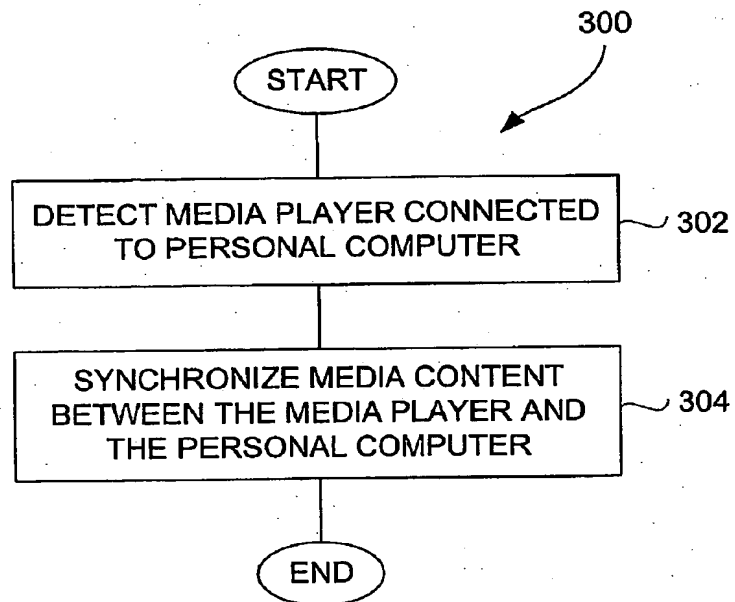 300
START
DETECT MEDIA PLAYER CONNECTED
TO PERSONAL COMPUTER
302
SYNCHRONIZE MEDIA CONTENT
BETWEEN THE MEDIA PLAYER AND
THE PERSONAL COMPUTER
304
END